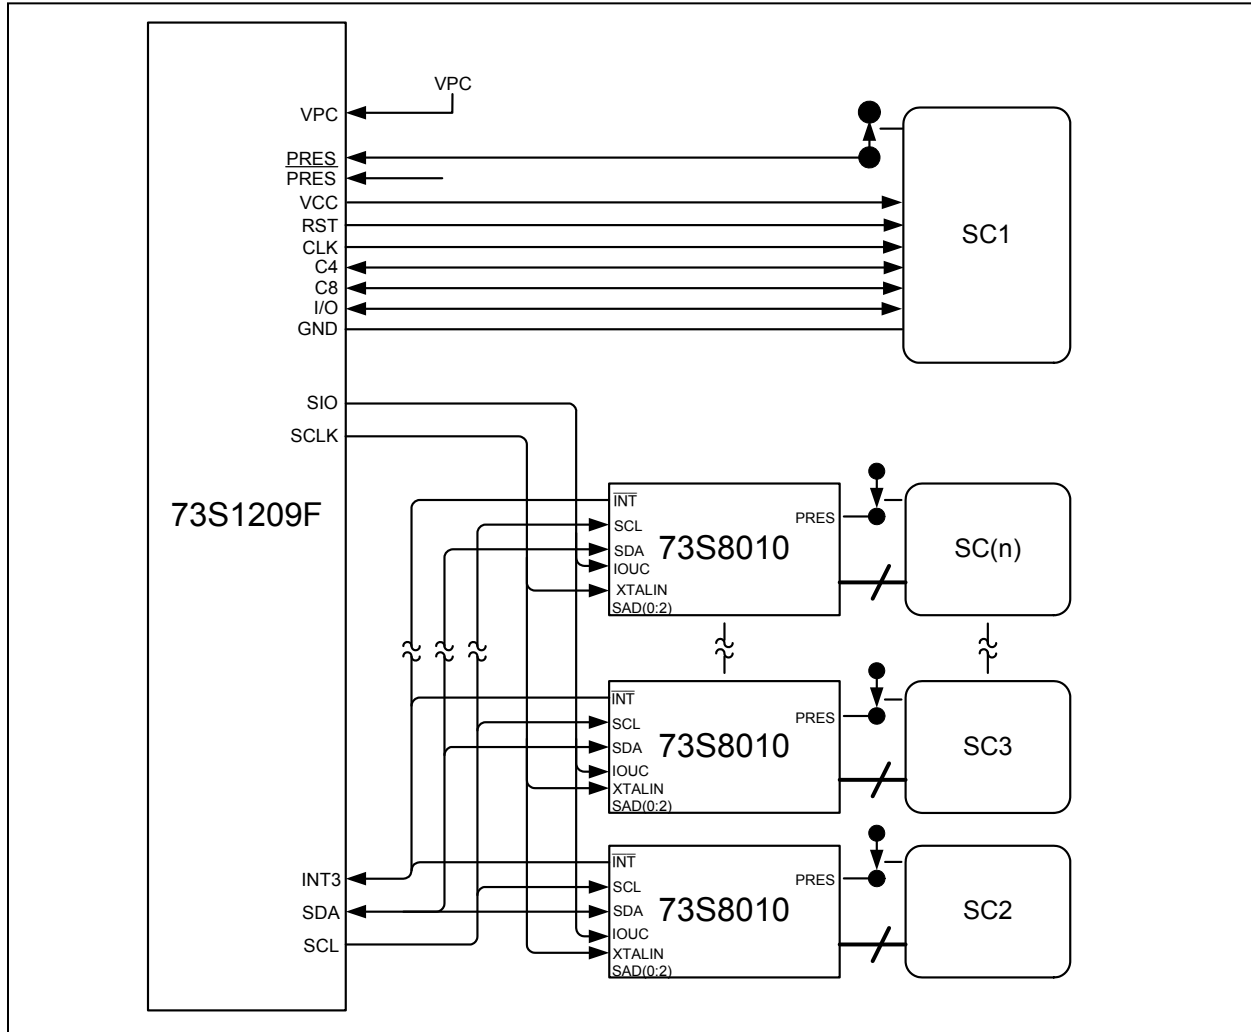 VPC
VPC
PRES
PRES
VCC
RST
CLK
C4
C8
I/O
GND
SC1
SIO
SCLK
73S1209F
INT
SCL
SDA
IOUC
XTALIN
SAD(0:2)
73S8010
PRES
SC(n)
INT
SCL
SDA
IOUC
XTALIN
SAD(0:2)
73S8010
PRES
SC3
INT
SCL
SDA
IOUC
XTALIN
SAD(0:2)
73S8010
PRES
SC2
INT3
SDA
SCL